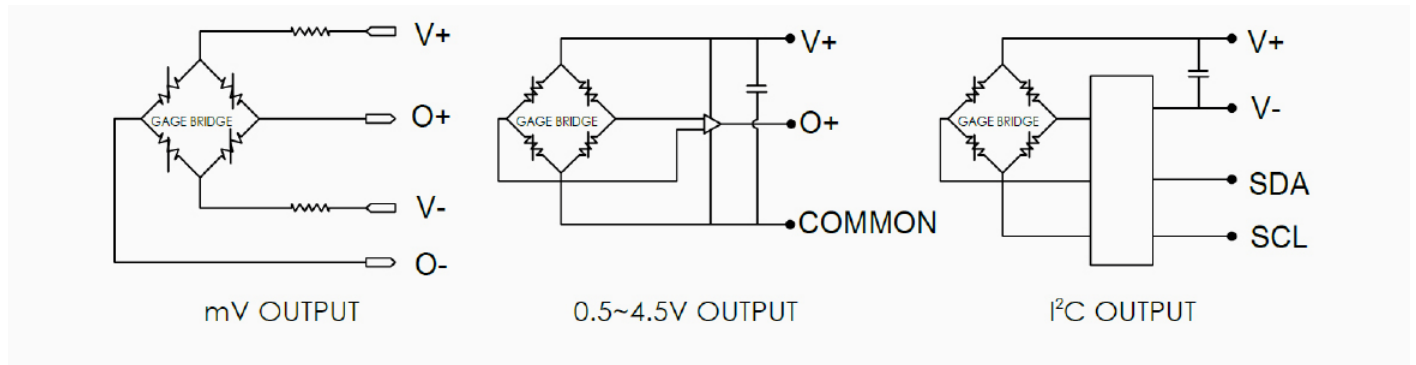 V+
GAGE BRIDGE
O+
V-
O-
mV OUTPUT
V+
GAGE BRIDGE
O+
COMMON
0.5~4.5V OUTPUT
V+
V-
GAGE BRIDGE
SDA
SCL
I²C OUTPUT